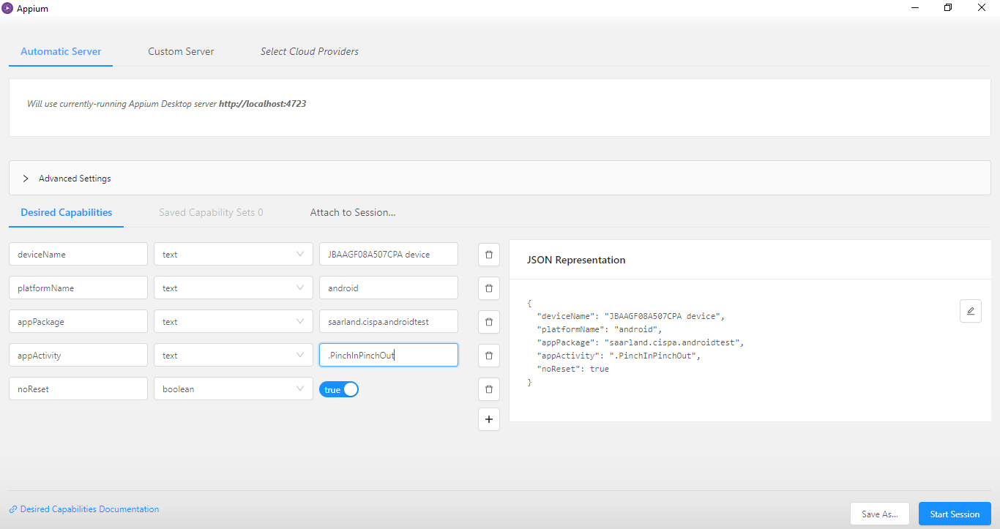 Appium
Automatic Server
Custom Server
Select Cloud Providers
Will use currently-running Appium Desktop server http://localhost:4723
Advanced Settings
Desired Capabilities
Saved Capability Sets 0
Attach to Session...
deviceName
text
JBAAGF08A507CPA device
platformName
text
android
appPackage
text
saarland.cispa.androidtest
appActivity
text
.PinchInPinchOut
noReset
boolean
true
JSON Representation
{
"deviceName": "JBAAGF08A507CPA device",
"platformName": "android",
"appPackage": "saarland.cispa.androidtest",
"appActivity": ".PinchInPinchOut",
"noReset": true
}
Desired Capabilities Documentation
Save As...
Start Session